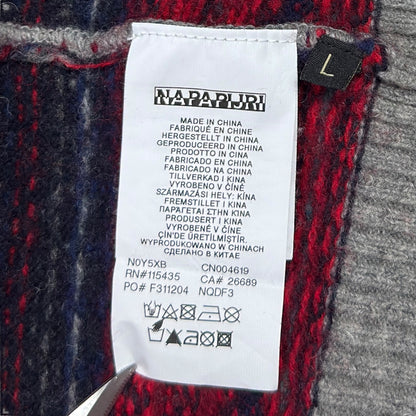 NAPAPIJRI
L
MADE IN CHINA
FABRIQUÉ EN CHINE
HERGESTELLT IN CHINA
GEPRODUCEERD IN CHINA
PRODOTTO IN CINA
FABRICADO EN CHINA
FABRICADO NA CHINA
TILLVERKAD I KINA
VYROBENO V ČÍNĚ
SZÁRMAZÁSI HELY: KÍNA
FREMSTILLET I KINA
ΠΑΡΑΓΕΤΑΙ ΣΤΗΝ ΚΙΝΑ
PRODUSERT I KINA
VYROBENÉ V ČÍNE
ÇİN'DE ÜRETİLMİŞTİR.
WYPRODUKOWANO W CHINACH
СДЕЛАНО В КИТАЕ
N0Y5XB CN004619
RN#115435 CA# 26689
PO# F311204 NQDF3